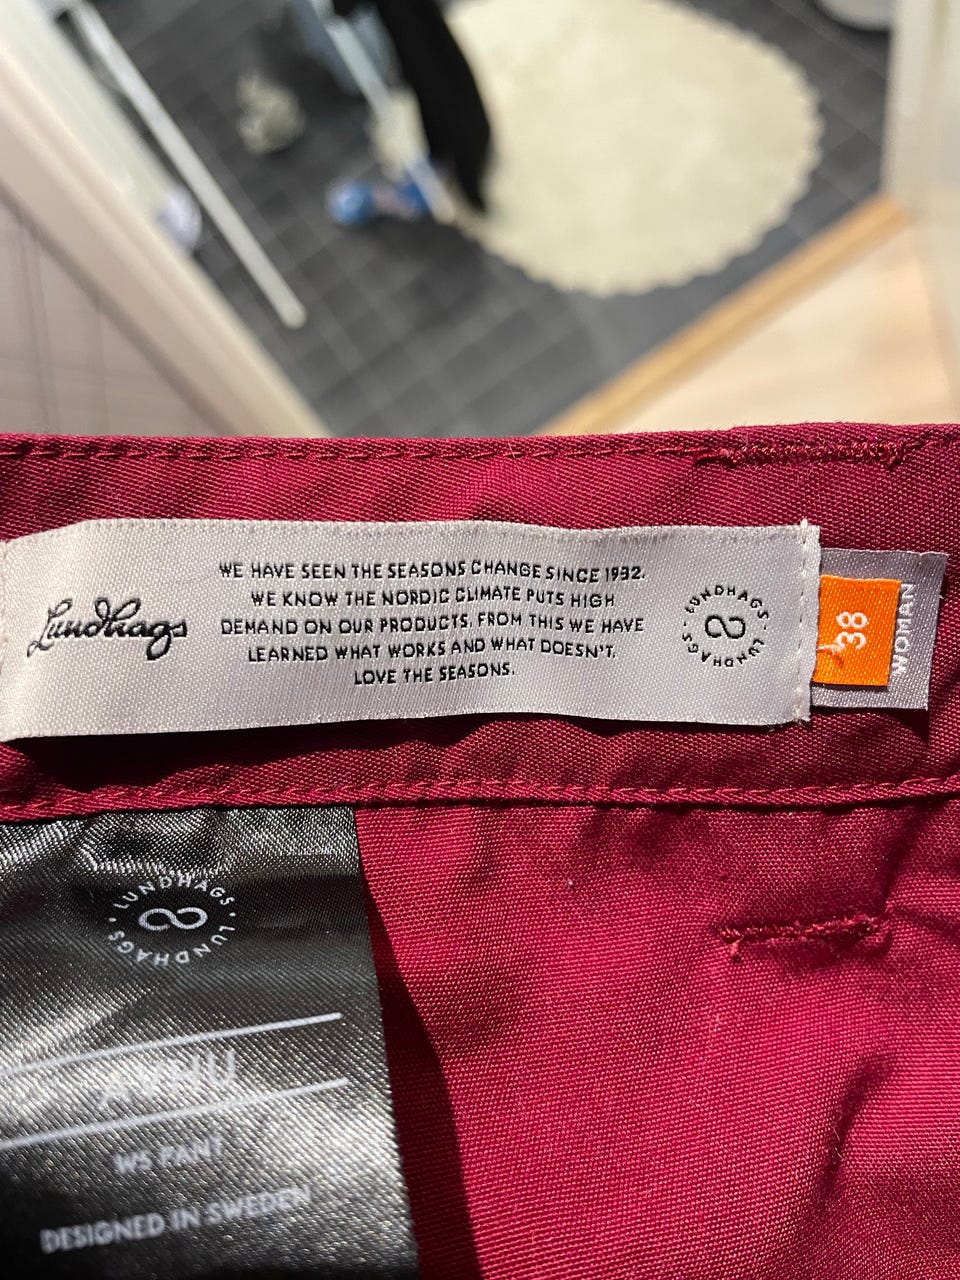 Lundhags
WE HAVE SEEN THE SEASONS CHANGE SINCE 1932.
WE KNOW THE NORDIC CLIMATE PUTS HIGH
DEMAND ON OUR PRODUCTS. FROM THIS WE HAVE
LEARNED WHAT WORKS AND WHAT DOESN'T.
LOVE THE SEASONS.
LUNDHAGS · LUNDHAGS ·
38
WOMAN
LUNDHAGS · LUNDHAGS ·
WS PANT
DESIGNED IN SWEDEN